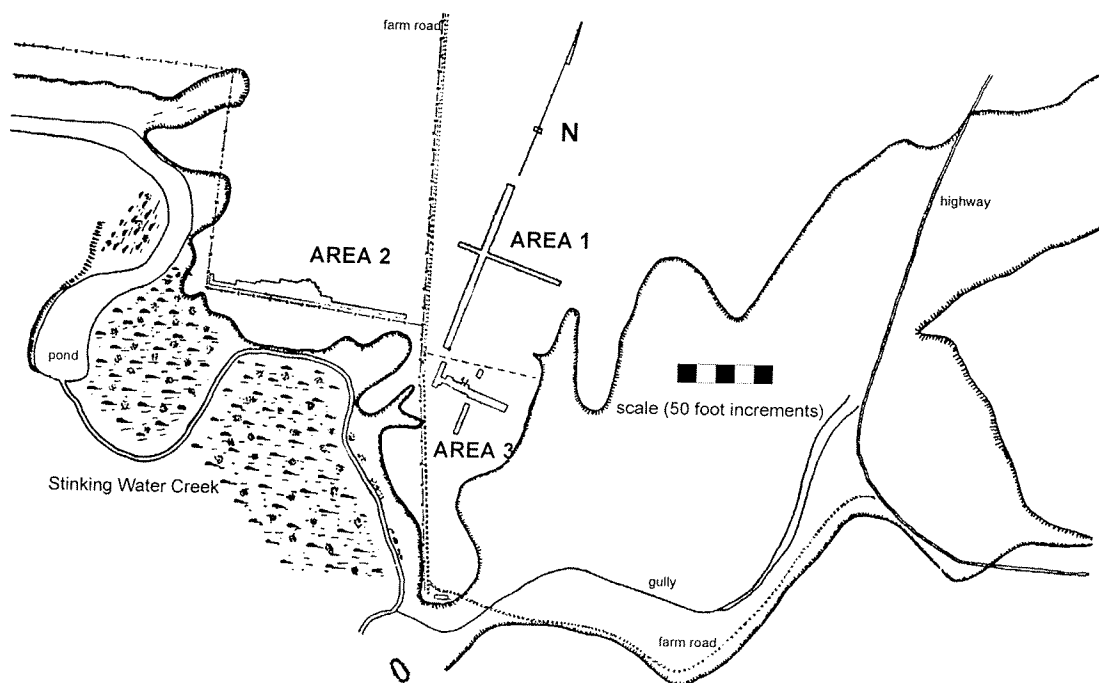 farm road
N
highway
AREA 1
AREA 2
pond
scale (50 foot increments)
AREA 3
Stinking Water Creek
gully
farm road